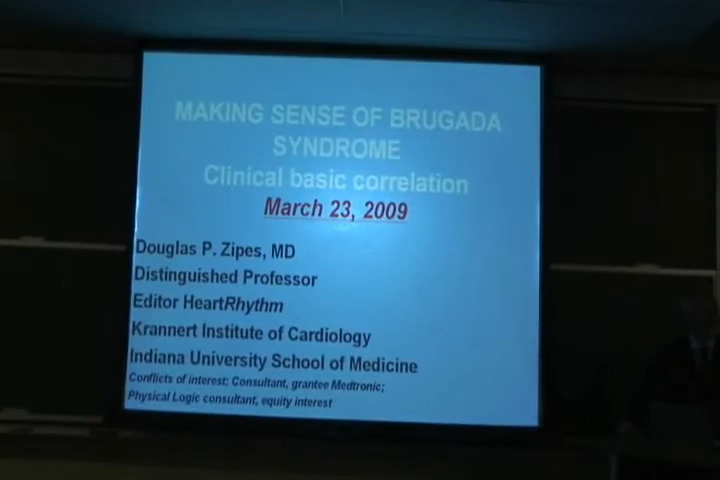 MAKING SENSE OF BRUGADA
SYNDROME
Clinical basic correlation
March 23, 2009
Douglas P. Zipes, MD
Distinguished Professor
Editor HeartRhythm
Krannert Institute of Cardiology
Indiana University School of Medicine
Conflicts of interest: Consultant, grantee Medtronic;
Physical Logic consultant, equity interest